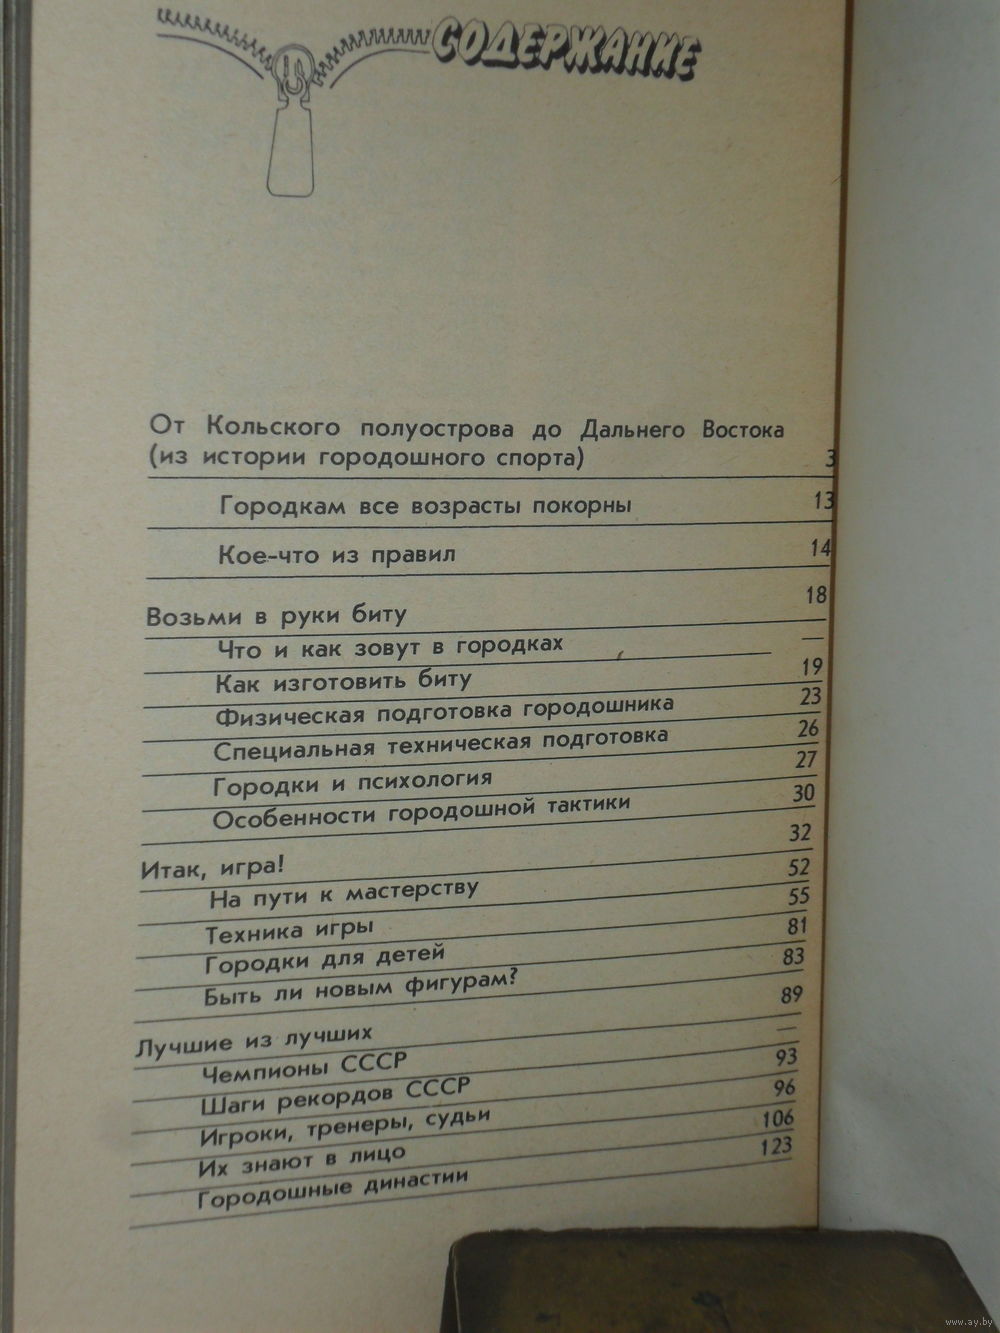 СОДЕРЖАНИЕ
От Кольского полуострова до Дальнего Востока
(из истории городошного спорта) 3
Городкам все возрасты покорны 13
Кое-что из правил 14
Возьми в руки биту 18
Что и как зовут в городках —
Как изготовить биту 19
Физическая подготовка городошника 23
Специальная техническая подготовка 26
Городки и психология 27
Особенности городошной тактики 30
Итак, игра! 32
На пути к мастерству 52
Техника игры 55
Городки для детей 81
Быть ли новым фигурам? 83
Лучшие из лучших 89
Чемпионы СССР —
Шаги рекордов СССР 93
Игроки, тренеры, судьи 96
Их знают в лицо 106
Городошные династии 123
www.ay.by